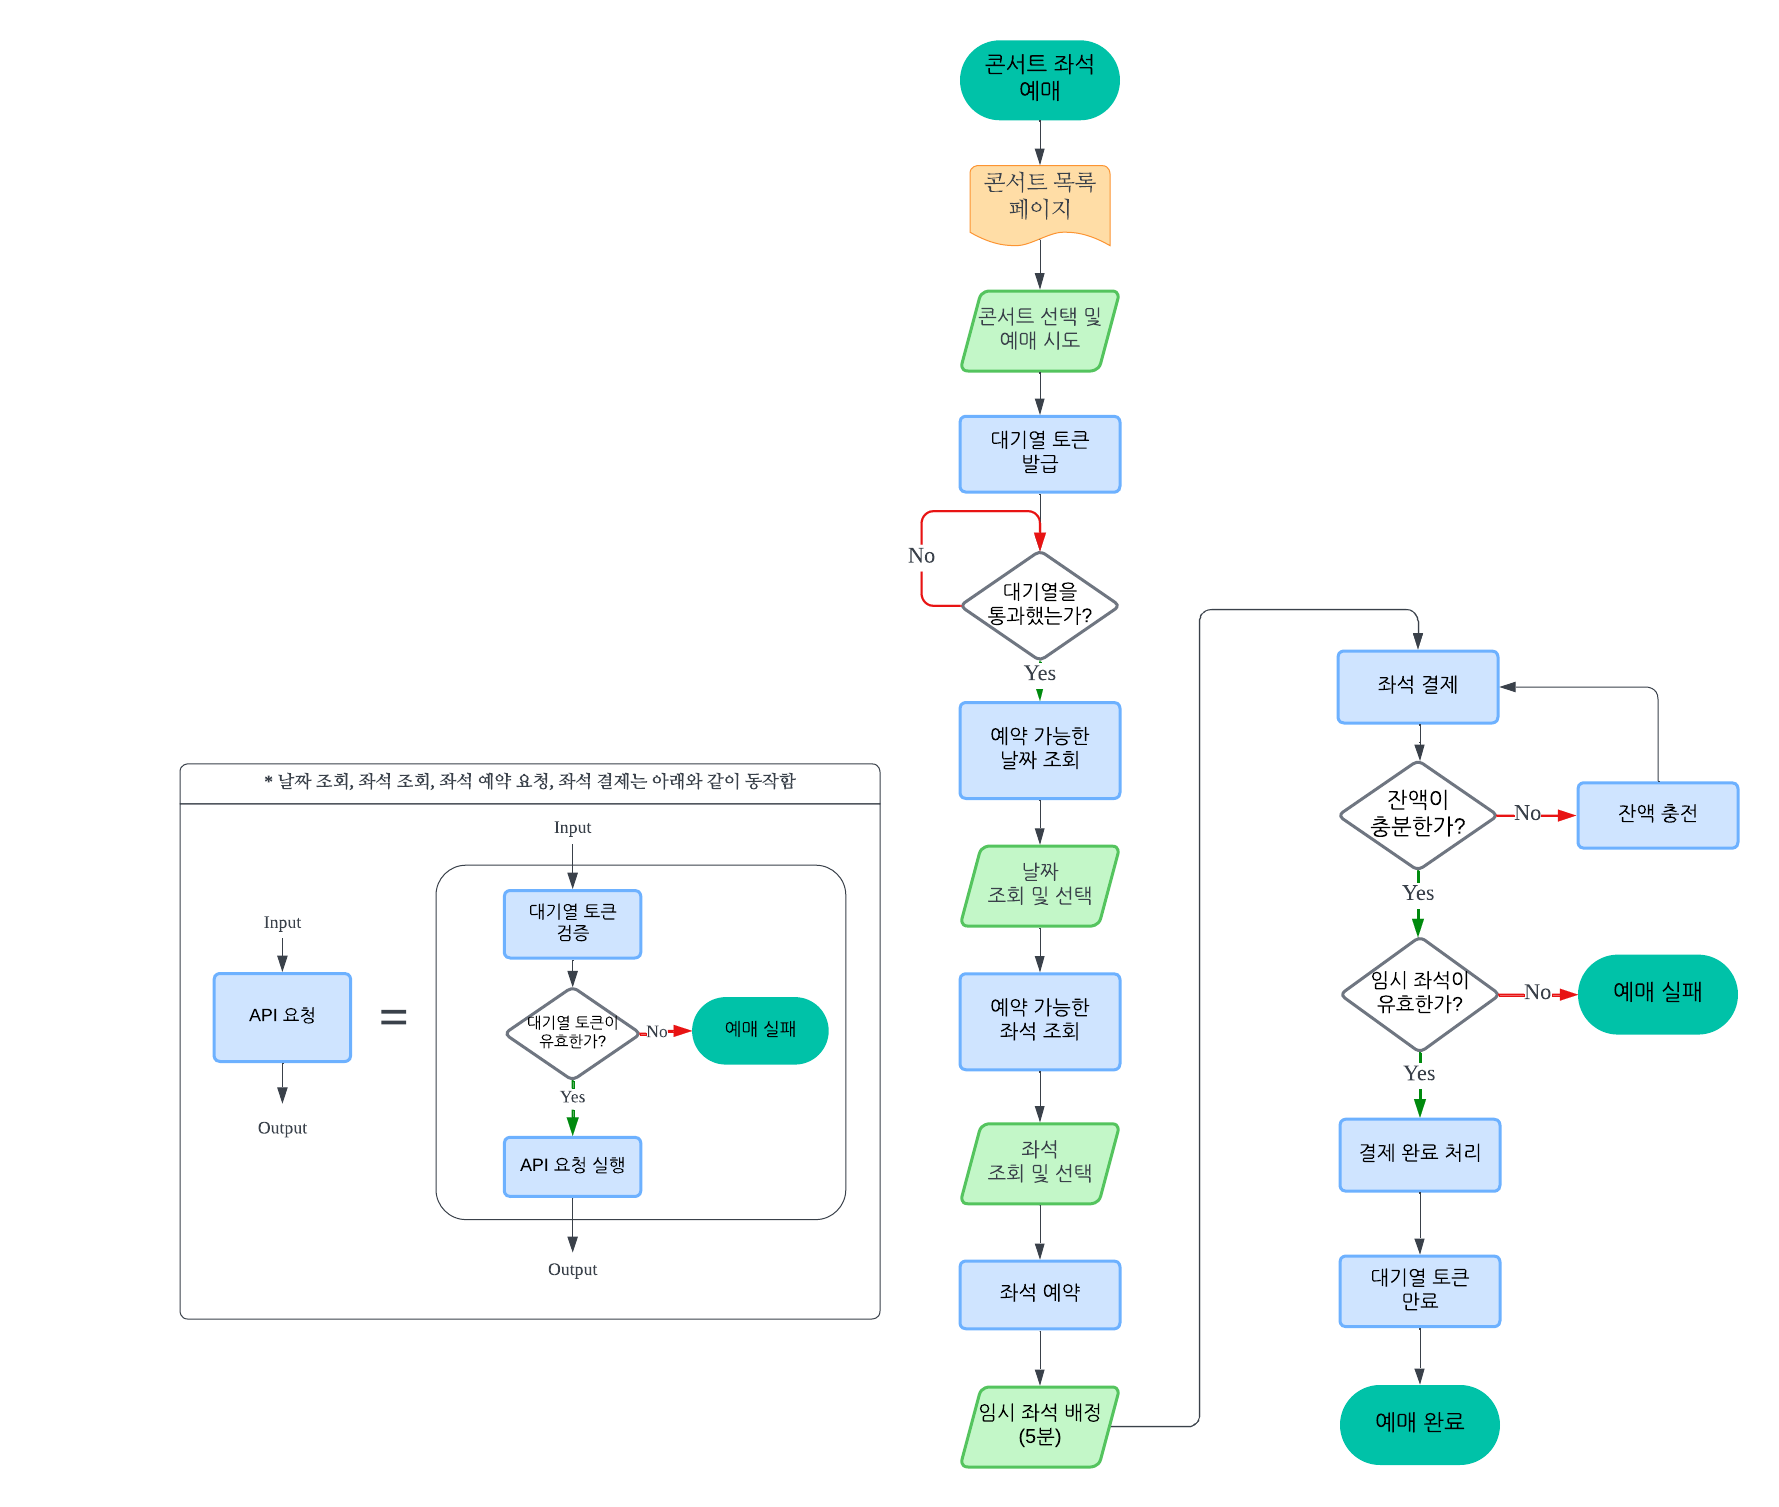 콘서트 좌석
예매
콘서트 목록
페이지
콘서트 선택 및
예매 시도
대기열 토큰
발급
No
대기열을
통과했는가?
Yes
예약 가능한
날짜 조회
날짜
조회 및 선택
예약 가능한
좌석 조회
좌석
조회 및 선택
좌석 예약
임시 좌석 배정
(5분)
좌석 결제
잔액이
충분한가?
No
잔액 충전
Yes
임시 좌석이
유효한가?
No
예매 실패
Yes
결제 완료 처리
대기열 토큰
만료
예매 완료
* 날짜 조회, 좌석 조회, 좌석 예약 요청, 좌석 결제는 아래와 같이 동작함
Input
API 요청
Output
=
Input
대기열 토큰
검증
대기열 토큰이
유효한가?
No
예매 실패
Yes
API 요청 실행
Output